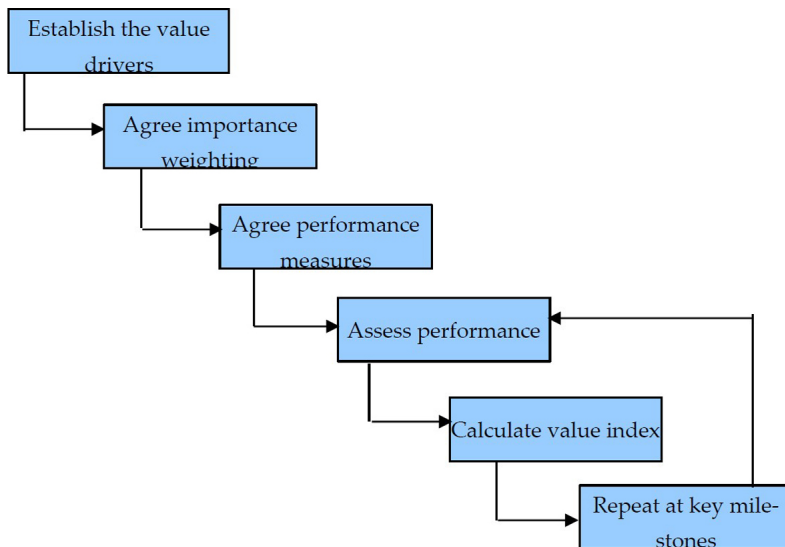 Establish the value
drivers
Agree importance
weighting
Agree performance
measures
Assess performance
Calculate value index
Repeat at key mile-
stones